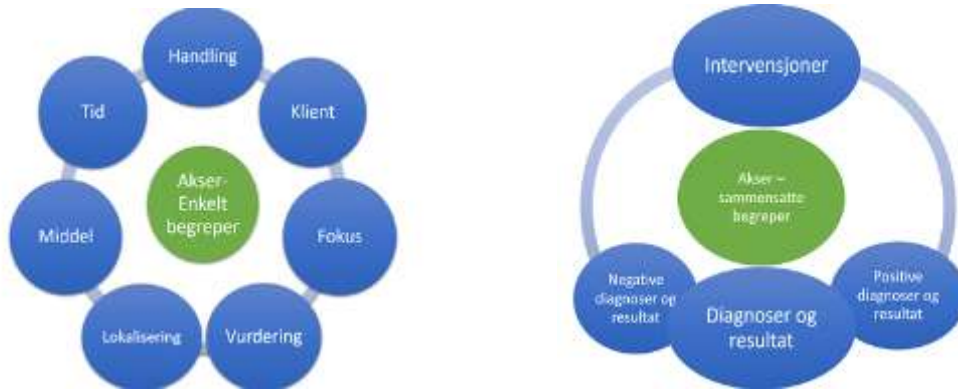 Handling
Klient
Fokus
Vurdering
Lokalisering
Middel
Tid
Akser-
Enkelt
begreper
Intervensjoner
Akser –
sammensatte
begreper
Negative
diagnoser og
resultat
Diagnoser og
resultat
Positive
diagnoser og
resultat